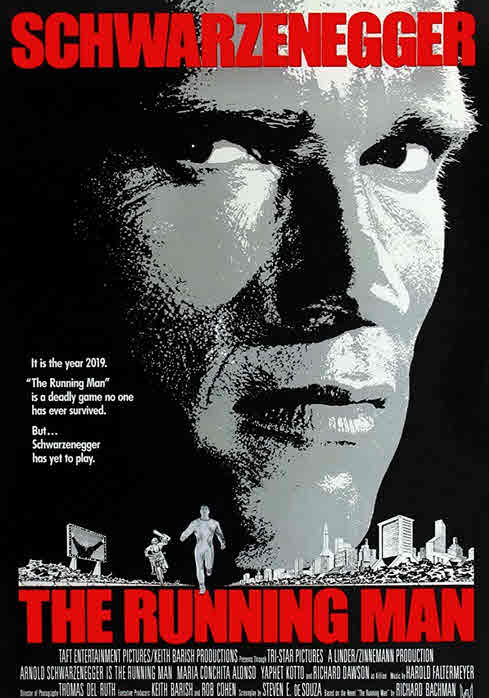 SCHWARZENEGGER
It is the year 2019.
“The Running Man”
is a deadly game no one
has ever survived.
But...
Schwarzenegger
has yet to play.
THE RUNNING MAN
TAFT ENTERTAINMENT PICTURES/KEITH BARISH PRODUCTIONS Presents Through TRI-STAR PICTURES A LINDER/ZINNEMANN PRODUCTION
ARNOLD SCHWARZENEGGER IS THE RUNNING MAN MARIA CONCHITA ALONSO YAPHET KOTTO and RICHARD DAWSON as Killian Music by HAROLD FALTERMEYER
Director of Photography THOMAS DEL RUTH Executive Producers KEITH BARISH and ROB COHEN Screenplay by STEVEN E. deSOUZA Based on the Novel "The Running Man" by RICHARD BACHMAN